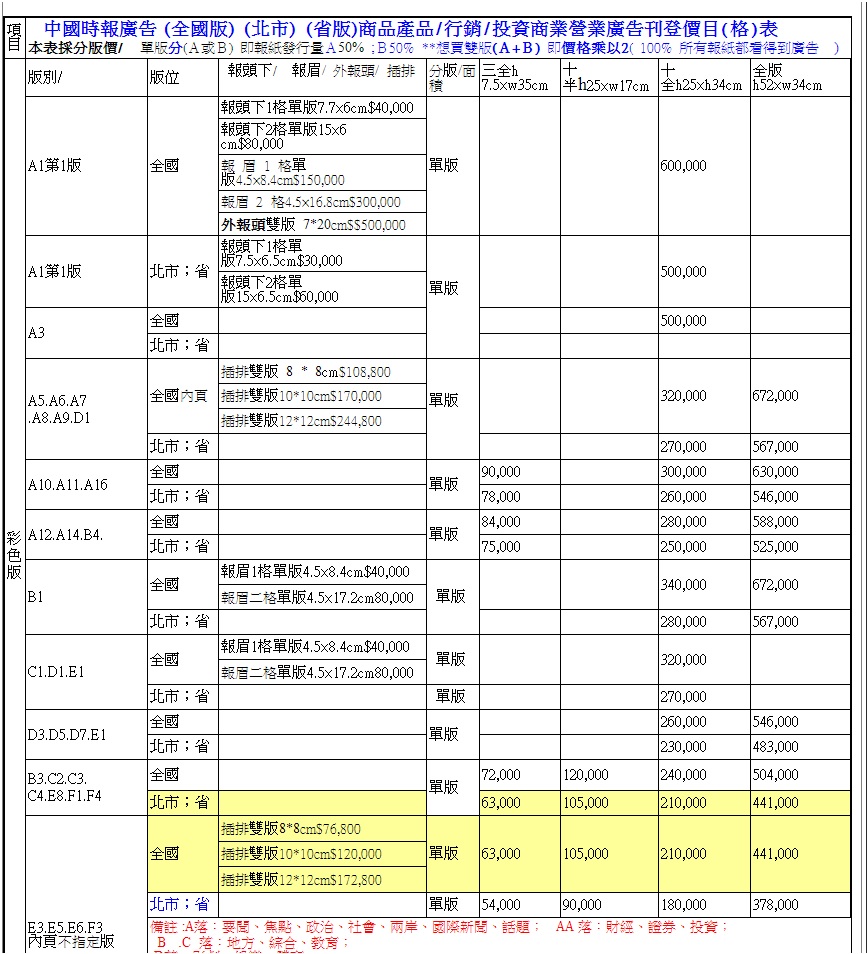 項目
中國時報廣告 (全國版) (北市) (省版)商品產品/行銷/投資商業營業廣告刊登價目(格)表
本表採分版價/ 單版分(A或B) 即報紙發行量A50% ;B50% **想買雙版(A+B) 即價格乘以2( 100% 所有報紙都看得到廣告 )
版別/ 版位 報頭下/ 報眉/ 外報頭/ 插排 分版/面積 三全h7.5xw35cm 十半h25xw17cm 十全h25xh34cm 全版h52xw34cm
彩色版
A1第1版 全國 單版 600,000
報頭下1格單版7.7x6cm$40,000
報頭下2格單版15x6
cm$80,000
報 眉 1 格單
版4.5x8.4cm$150,000
報眉 2 格4.5x16.8cm$300,000
外報頭雙版 7*20cm$$500,000
A1第1版 北市；省 單版 500,000
報頭下1格單
版7.5x6.5cm$30,000
報頭下2格單
版15x6.5cm$60,000
A3 全國 500,000
北市；省
A5.A6.A7
.A8.A9.D1
全國內頁 單版 320,000 672,000
插排雙版 8 * 8cm$108,800
插排雙版10*10cm$170,000
插排雙版12*12cm$244,800
北市；省 270,000 567,000
A10.A11.A16 單版
全國 90,000 300,000 630,000
北市；省 78,000 260,000 546,000
A12.A14.B4. 單版
全國 84,000 280,000 588,000
北市；省 75,000 250,000 525,000
B1 單版
全國 340,000 672,000
報眉1格單版4.5x8.4cm$40,000
報眉二格單版4.5x17.2cm80,000
北市；省 280,000 567,000
C1.D1.E1
全國 單版 320,000
報眉1格單版4.5x8.4cm$40,000
報眉二格單版4.5x17.2cm80,000
北市；省 單版 270,000
D3.D5.D7.E1 單版
全國 260,000 546,000
北市；省 230,000 483,000
B3.C2.C3.
C4.E8.F1.F4
單版
全國 72,000 120,000 240,000 504,000
北市；省 63,000 105,000 210,000 441,000
全國 單版 63,000 105,000 210,000 441,000
插排雙版8*8cm$76,800
插排雙版10*10cm$120,000
插排雙版12*12cm$172,800
北市；省 單版 54,000 90,000 180,000 378,000
E3.E5.E6.F3
內頁不指定版
備註 :A落：要聞、焦點、政治、社會、兩岸、國際新聞、話題； AA 落：財經、證券、投資；
B .C 落：地方、綜合、教育；